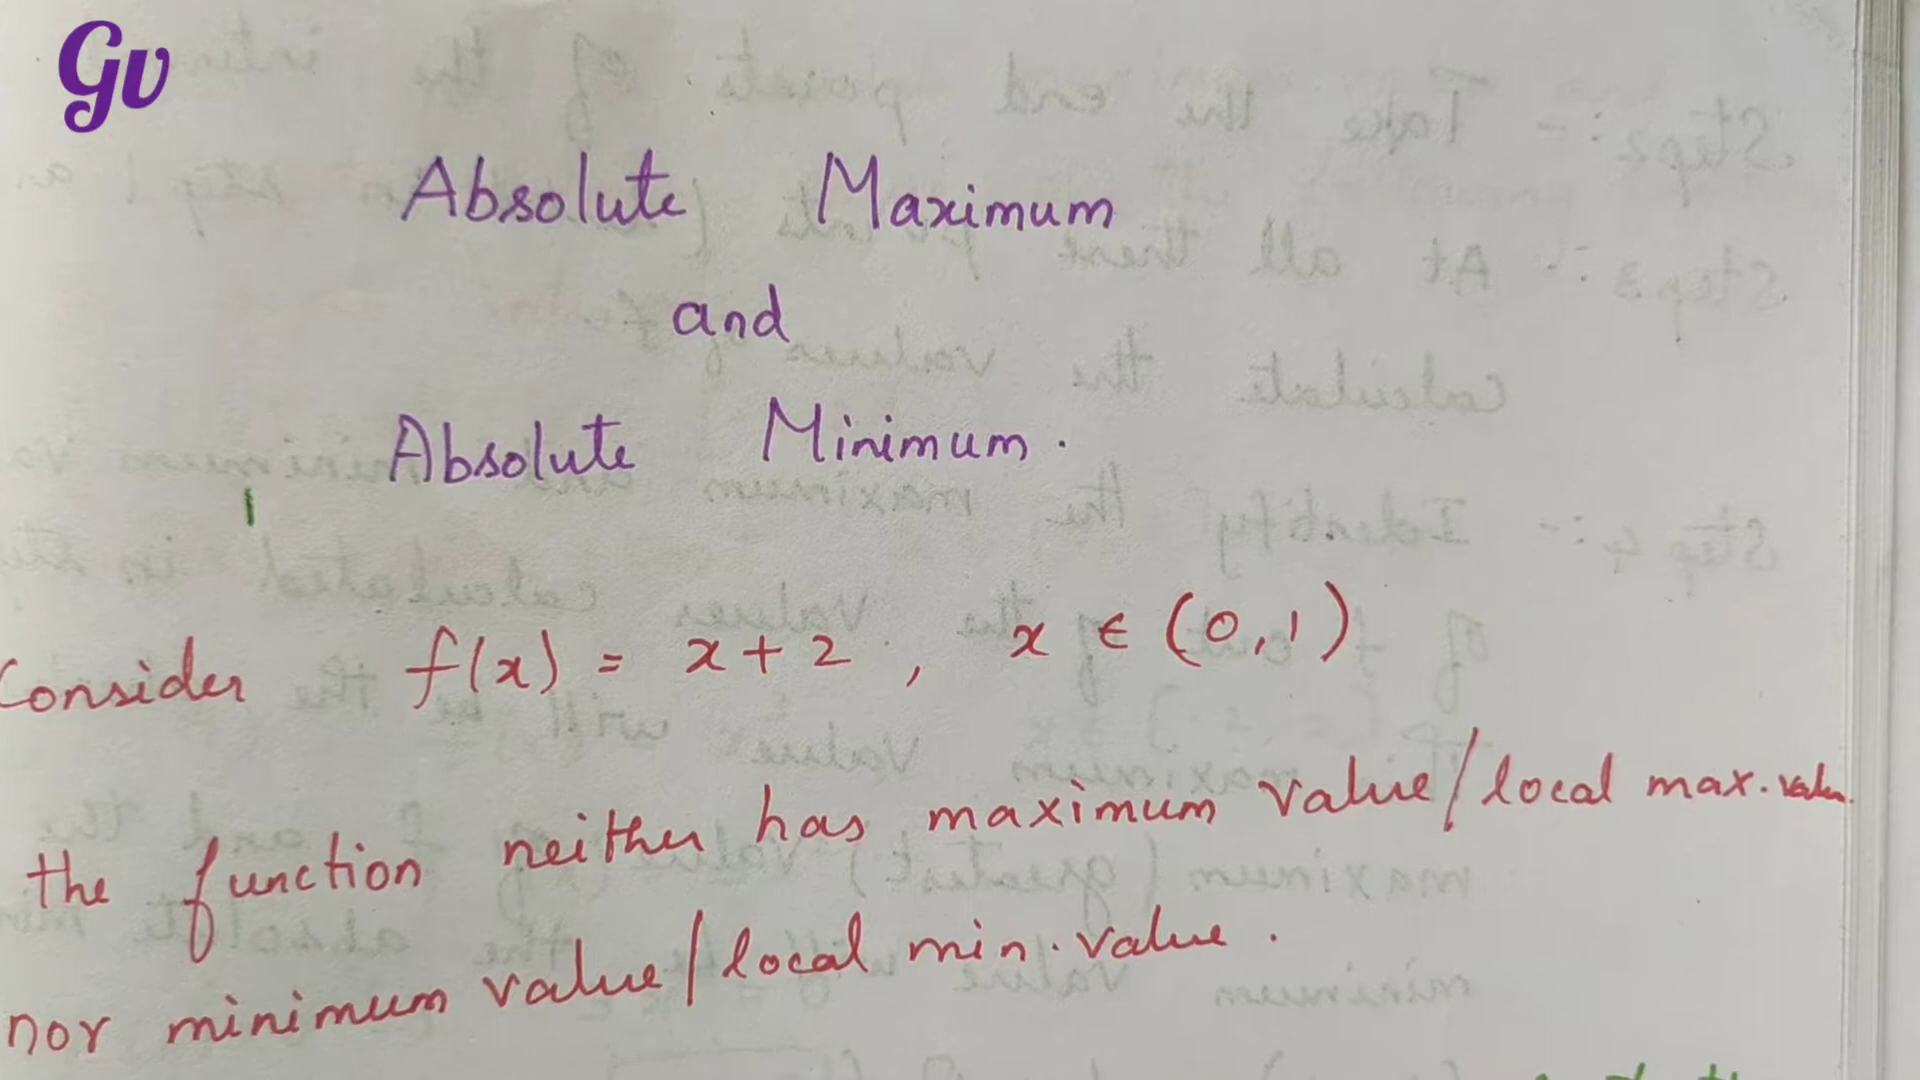 Gv
Absolute Maximum
and
Absolute Minimum.
Consider f(x) = x+2, x ∈ (0,1)
the function neither has maximum value/local max. value.
nor minimum value/local min. value.